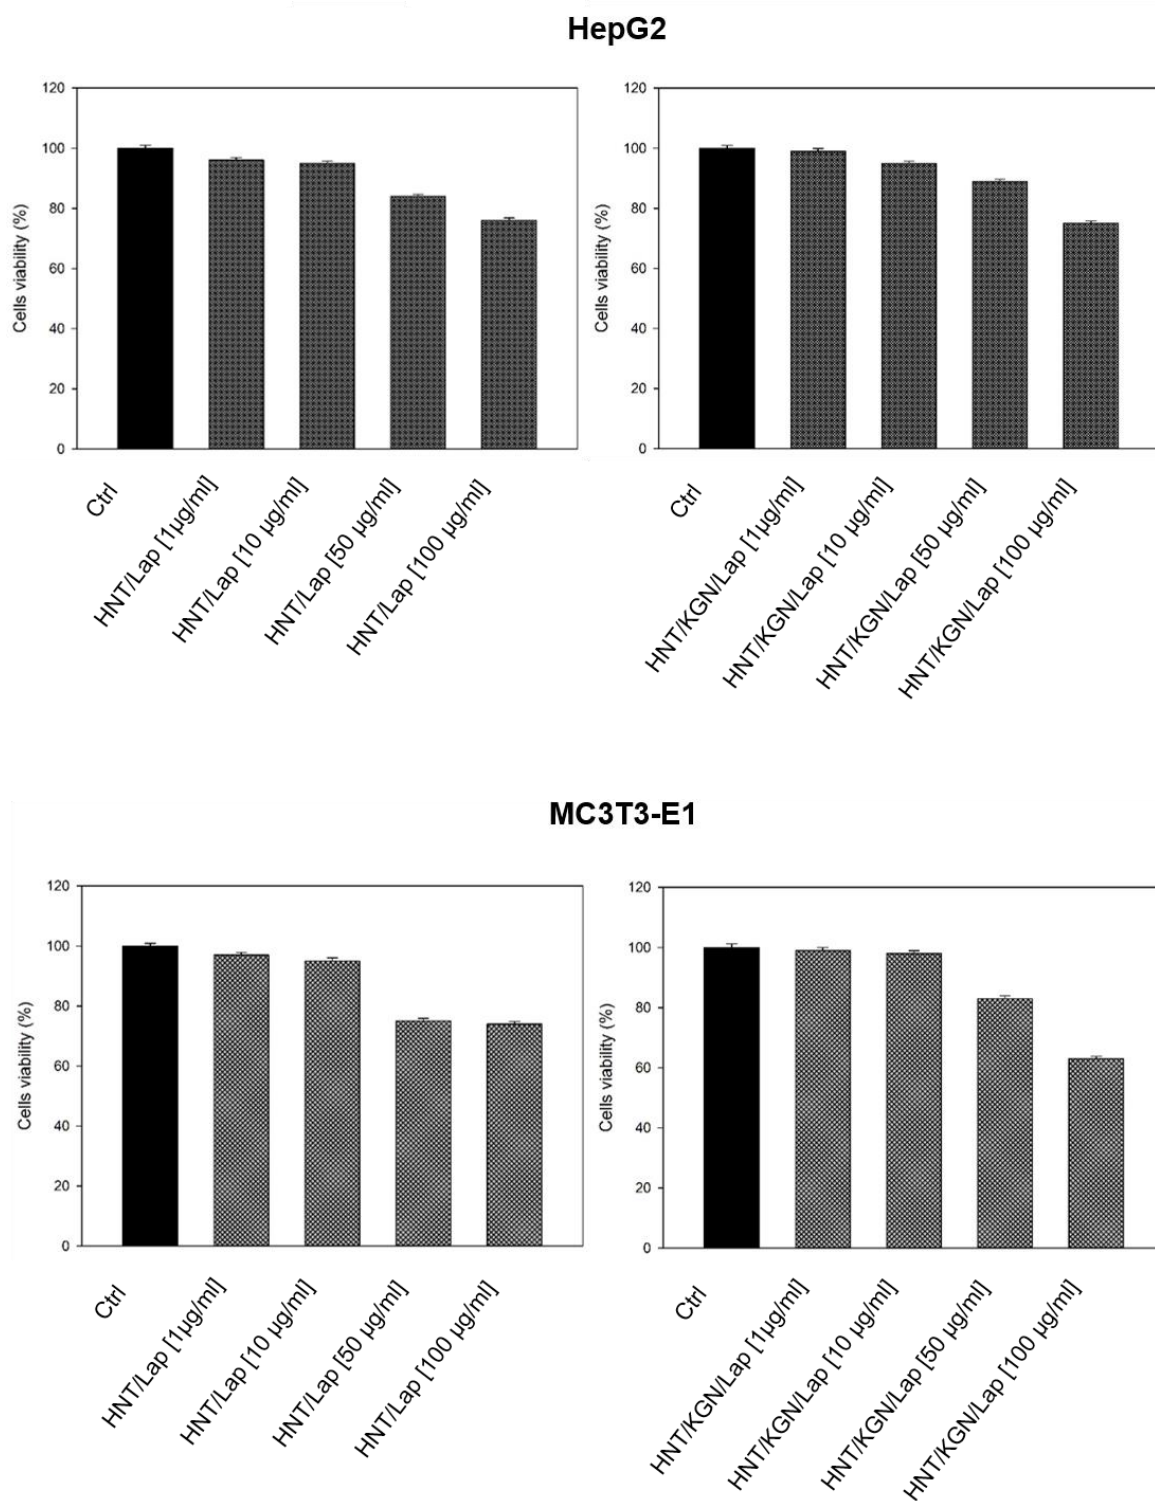 HepG2
120
100
80
60
40
20
0
Cells viability (%)
Ctrl
HNT/Lap [1µg/ml]
HNT/Lap [10 µg/ml]
HNT/Lap [50 µg/ml]
HNT/Lap [100 µg/ml]
120
100
80
60
40
20
0
Cells viability (%)
Ctrl
HNT/KGN/Lap [1µg/ml]
HNT/KGN/Lap [10 µg/ml]
HNT/KGN/Lap [50 µg/ml]
HNT/KGN/Lap [100 µg/ml]
MC3T3-E1
120
100
80
60
40
20
0
Cells viability (%)
Ctrl
HNT/Lap [1µg/ml]
HNT/Lap [10 µg/ml]
HNT/Lap [50 µg/ml]
HNT/Lap [100 µg/ml]
120
100
80
60
40
20
0
Cells viability (%)
Ctrl
HNT/KGN/Lap [1µg/ml]
HNT/KGN/Lap [10 µg/ml]
HNT/KGN/Lap [50 µg/ml]
HNT/KGN/Lap [100 µg/ml]